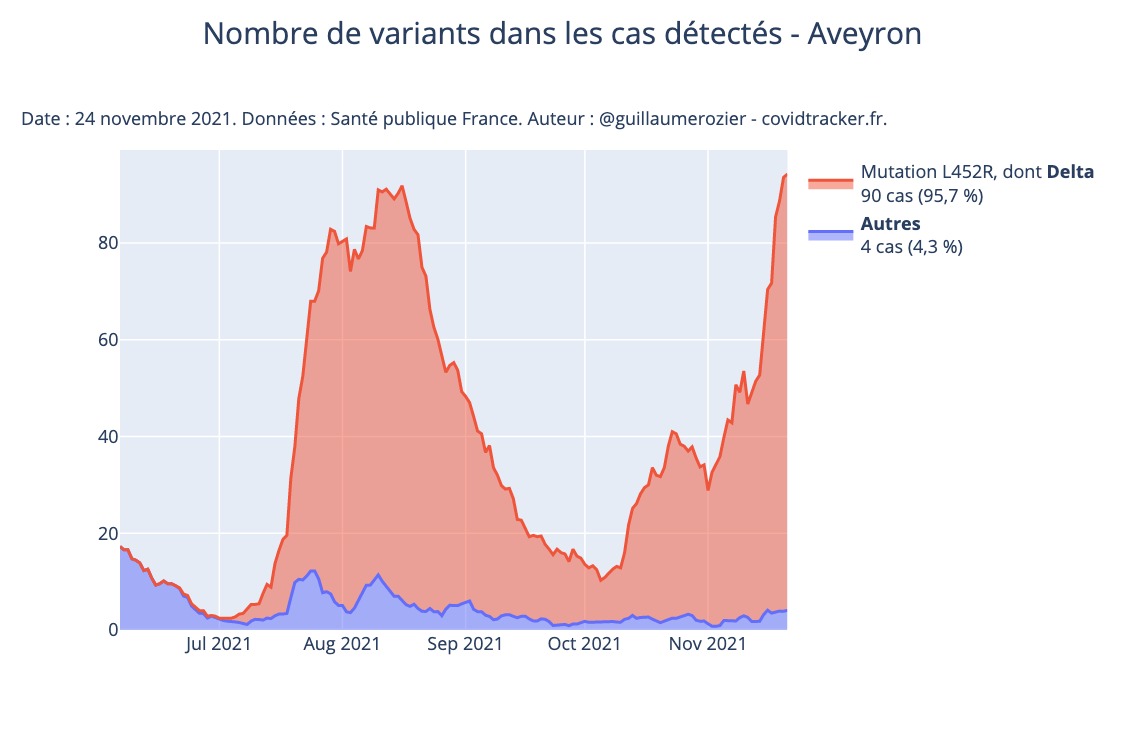 Nombre de variants dans les cas détectés - Aveyron
Date : 24 novembre 2021. Données : Santé publique France. Auteur : @guillaumerozier - covidtracker.fr.
Mutation L452R, dont Delta
90 cas (95,7 %)
Autres
4 cas (4,3 %)
80
60
40
20
0
Jul 2021 Aug 2021 Sep 2021 Oct 2021 Nov 2021